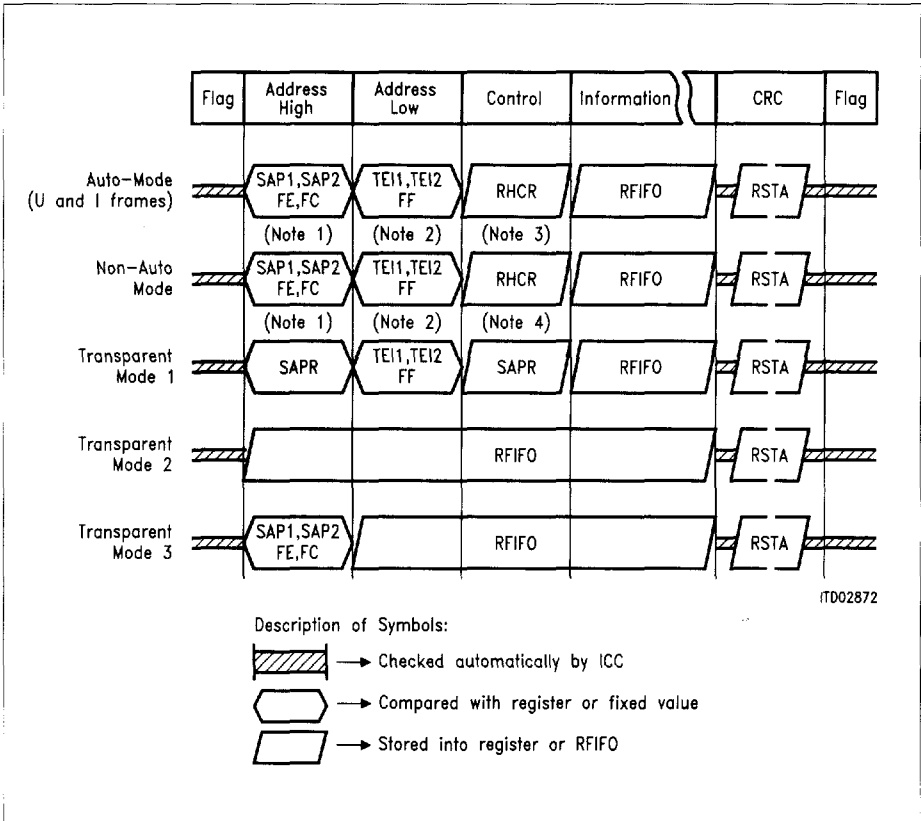 Flag Address High Address Low Control Information CRC Flag
Auto-Mode (U and I frames) SAP1,SAP2 FE,FC TEI1,TEI2 FF RHCR RFIFO RSTA
(Note 1) (Note 2) (Note 3)
Non-Auto Mode SAP1,SAP2 FE,FC TEI1,TEI2 FF RHCR RFIFO RSTA
(Note 1) (Note 2) (Note 4)
Transparent Mode 1 SAPR TEI1,TEI2 FF SAPR RFIFO RSTA
Transparent Mode 2 RFIFO RSTA
Transparent Mode 3 SAP1,SAP2 FE,FC RFIFO RSTA
ITD02872
Description of Symbols:
Checked automatically by ICC
Compared with register or fixed value
Stored into register or RFIFO